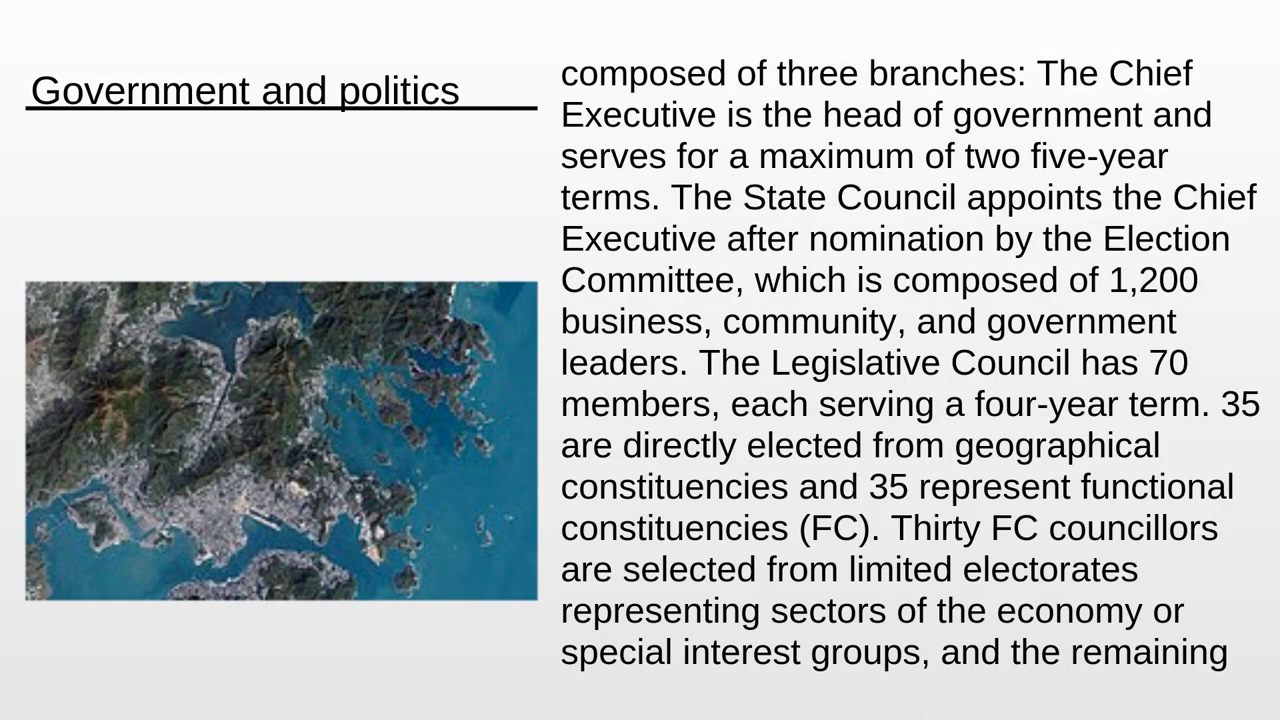 Government and politics
composed of three branches: The Chief
Executive is the head of government and
serves for a maximum of two five-year
terms. The State Council appoints the Chief
Executive after nomination by the Election
Committee, which is composed of 1,200
business, community, and government
leaders. The Legislative Council has 70
members, each serving a four-year term. 35
are directly elected from geographical
constituencies and 35 represent functional
constituencies (FC). Thirty FC councillors
are selected from limited electorates
representing sectors of the economy or
special interest groups, and the remaining